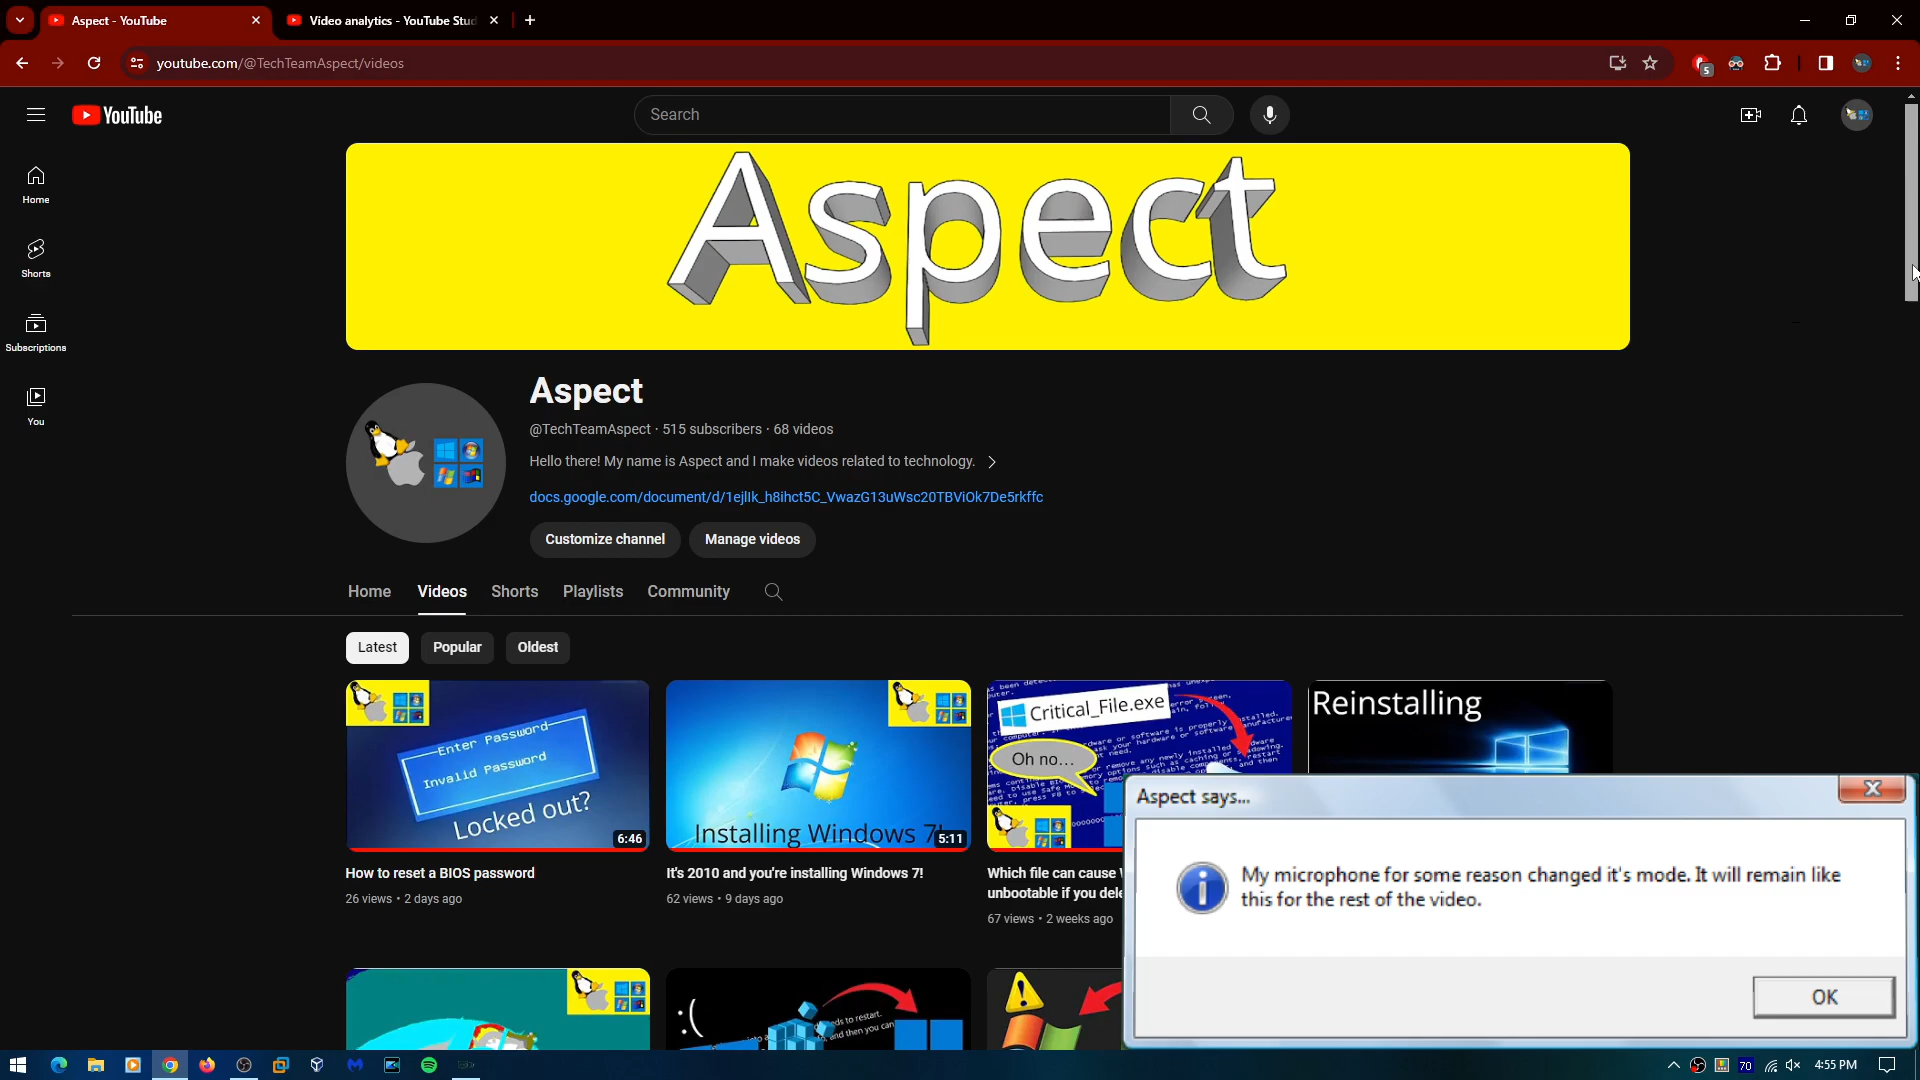 Aspect - YouTube
Video analytics - YouTube Stud
youtube.com/@TechTeamAspect/videos
5
YouTube
Search
Home
Shorts
Subscriptions
You
Aspect
Aspect
@TechTeamAspect · 515 subscribers · 68 videos
Hello there! My name is Aspect and I make videos related to technology.
Customize channel
Manage videos
Home
Videos
Shorts
Playlists
Community
Latest
Popular
Oldest
Enter Password
Invalid Password
Locked out?
6:46
How to reset a BIOS password
26 views • 2 days ago
Installing Windows 7!
5:11
It's 2010 and you're installing Windows 7!
62 views • 9 days ago
Critical_File.exe
Oh no...
Which file can cause
unbootable if you dele
67 views • 2 weeks ago
Reinstalling
Aspect says...
My microphone for some reason changed it's mode. It will remain like
this for the rest of the video.
OK
:(
and then you can
70
4:55 PM